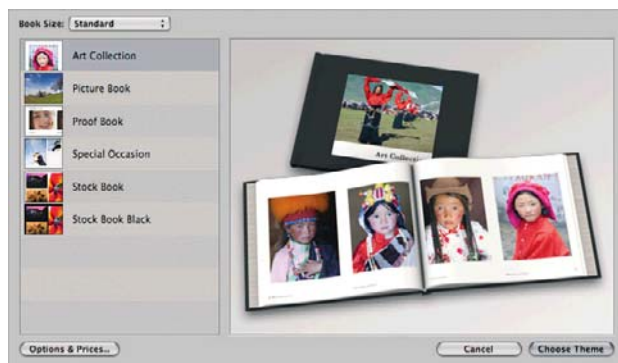 Book Size: Standard
Art Collection
Picture Book
Proof Book
Special Occasion
Stock Book
Stock Book Black
Art Collection
Options & Prices...
Cancel
Choose Theme